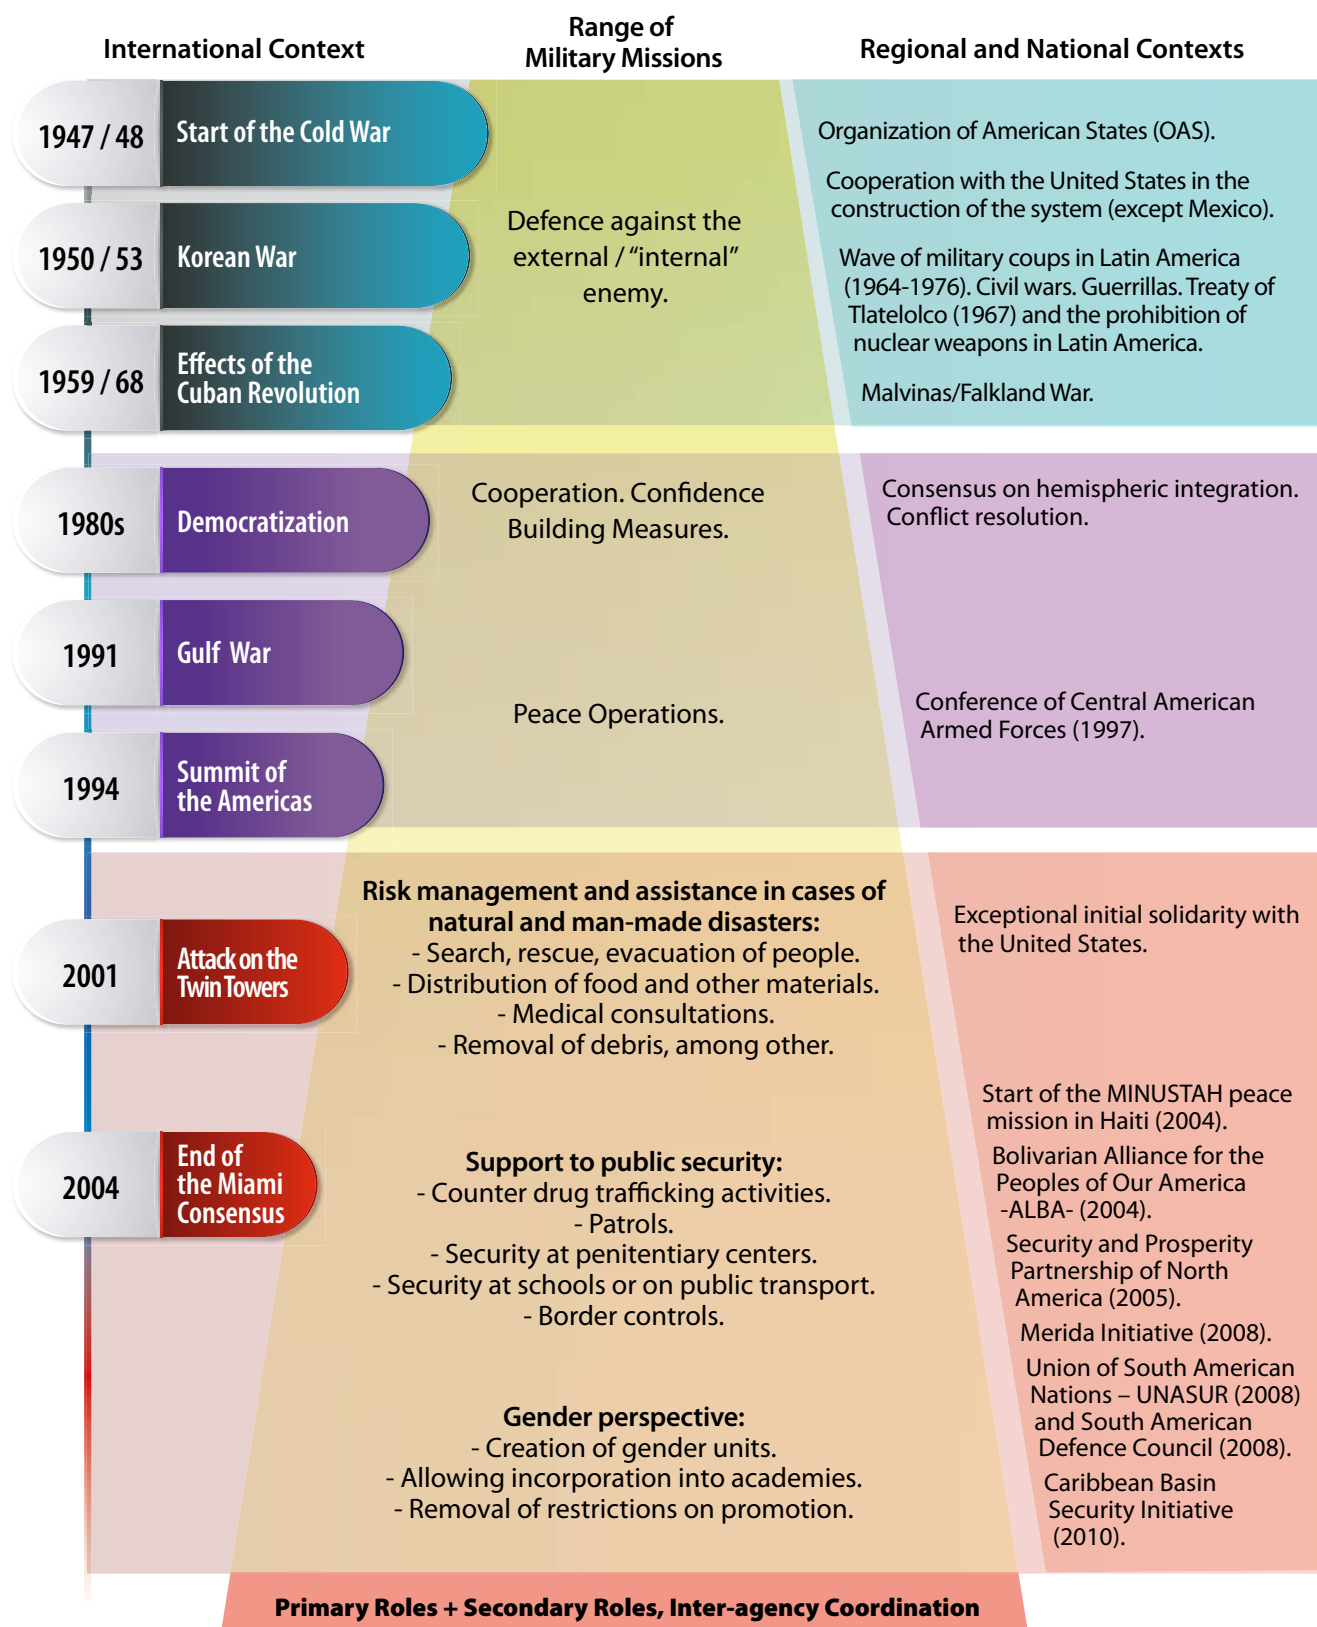 International Context
Range of
Military Missions
Regional and National Contexts
1947 / 48
Start of the Cold War
1950 / 53
Korean War
1959 / 68
Effects of the
Cuban Revolution
Defence against the
external / “internal”
enemy.
Organization of American States (OAS).
Cooperation with the United States in the
construction of the system (except Mexico).
Wave of military coups in Latin America
(1964-1976). Civil wars. Guerrillas. Treaty of
Tlatelolco (1967) and the prohibition of
nuclear weapons in Latin America.
Malvinas/Falkland War.
1980s
Democratization
1991
Gulf War
1994
Summit of
the Americas
Cooperation. Confidence
Building Measures.
Peace Operations.
Consensus on hemispheric integration.
Conflict resolution.
Conference of Central American
Armed Forces (1997).
2001
Attack on the
Twin Towers
2004
End of
the Miami
Consensus
Risk management and assistance in cases of
natural and man-made disasters:
- Search, rescue, evacuation of people.
- Distribution of food and other materials.
- Medical consultations.
- Removal of debris, among other.
Support to public security:
- Counter drug trafficking activities.
- Patrols.
- Security at penitentiary centers.
- Security at schools or on public transport.
- Border controls.
Gender perspective:
- Creation of gender units.
- Allowing incorporation into academies.
- Removal of restrictions on promotion.
Exceptional initial solidarity with
the United States.
Start of the MINUSTAH peace
mission in Haiti (2004).
Bolivarian Alliance for the
Peoples of Our America
-ALBA- (2004).
Security and Prosperity
Partnership of North
America (2005).
Merida Initiative (2008).
Union of South American
Nations – UNASUR (2008)
and South American
Defence Council (2008).
Caribbean Basin
Security Initiative
(2010).
Primary Roles + Secondary Roles, Inter-agency Coordination